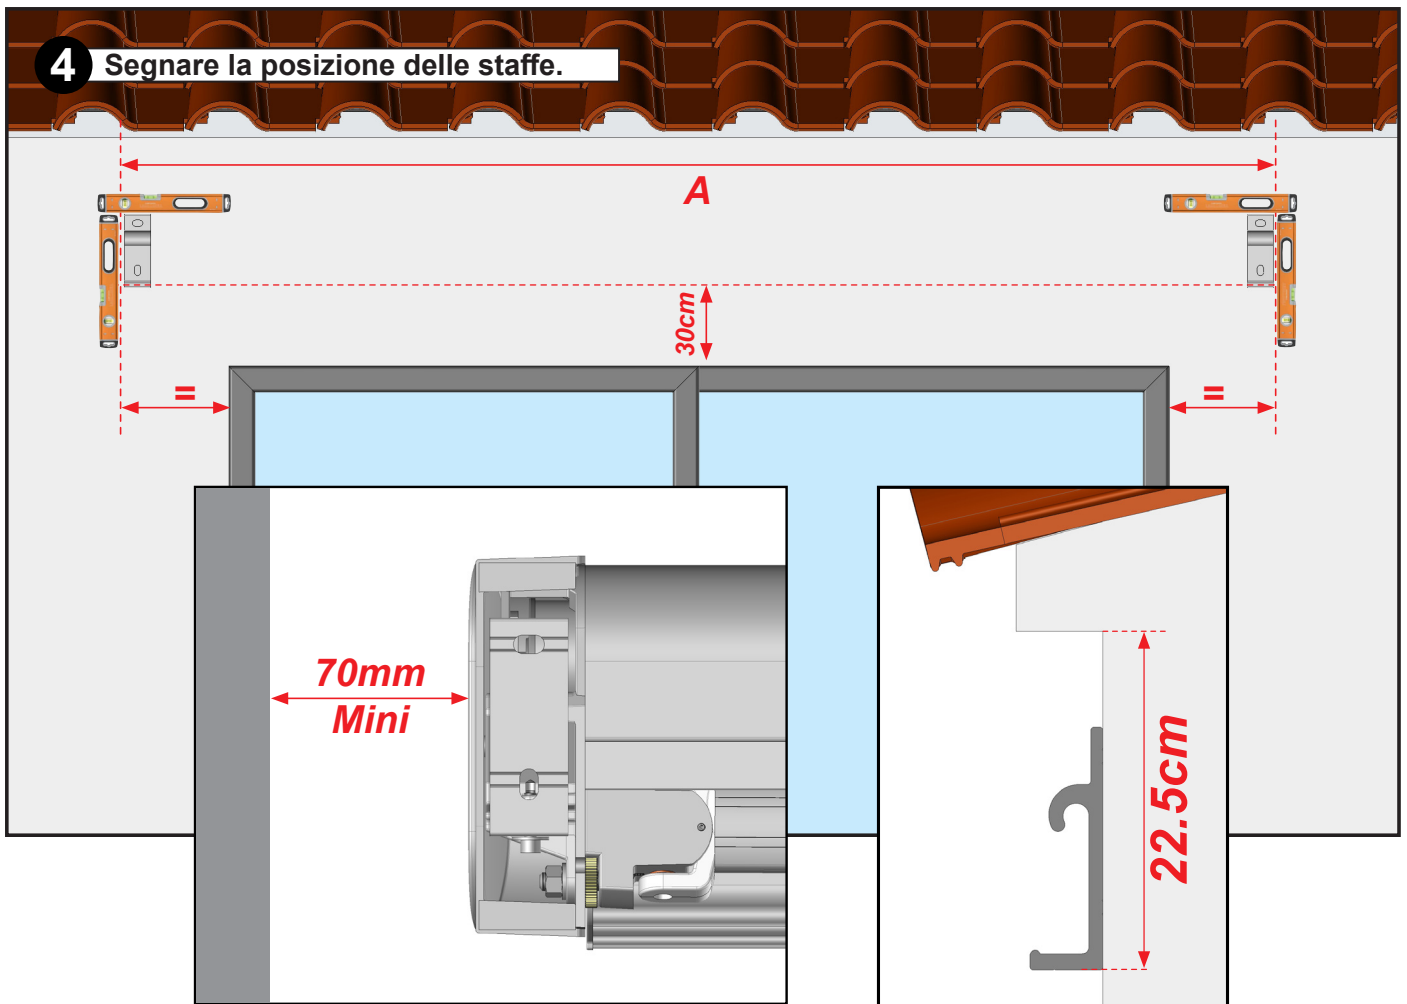 4 Segnare la posizione delle staffe.
A
30cm
=
=
70mm
Mini
22.5cm